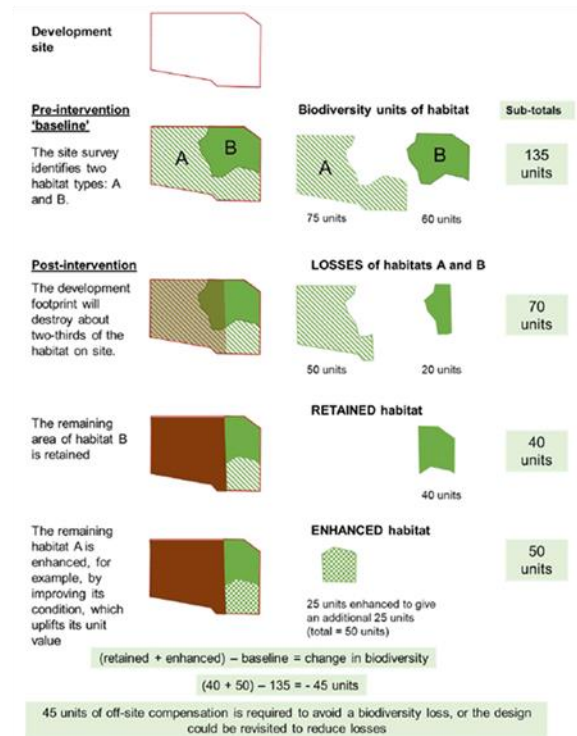 Development
site
Pre-intervention
'baseline'
Biodiversity units of habitat
Sub-totals
The site survey
identifies two
habitat types: A
and B.
A
B
A
B
75 units
60 units
135
units
Post-intervention
LOSSES of habitats A and B
The development
footprint will
destroy about
two-thirds of the
habitat on site.
50 units
20 units
70
units
The remaining
area of habitat B
is retained
RETAINED habitat
40 units
40
units
The remaining
habitat A is
enhanced, for
example, by
improving its
condition, which
uplifts its unit
value
ENHANCED habitat
25 units enhanced to give
an additional 25 units
(total = 50 units)
50
units
(retained + enhanced) – baseline = change in biodiversity
(40 + 50) – 135 = - 45 units
45 units of off-site compensation is required to avoid a biodiversity loss, or the design
could be revisited to reduce losses